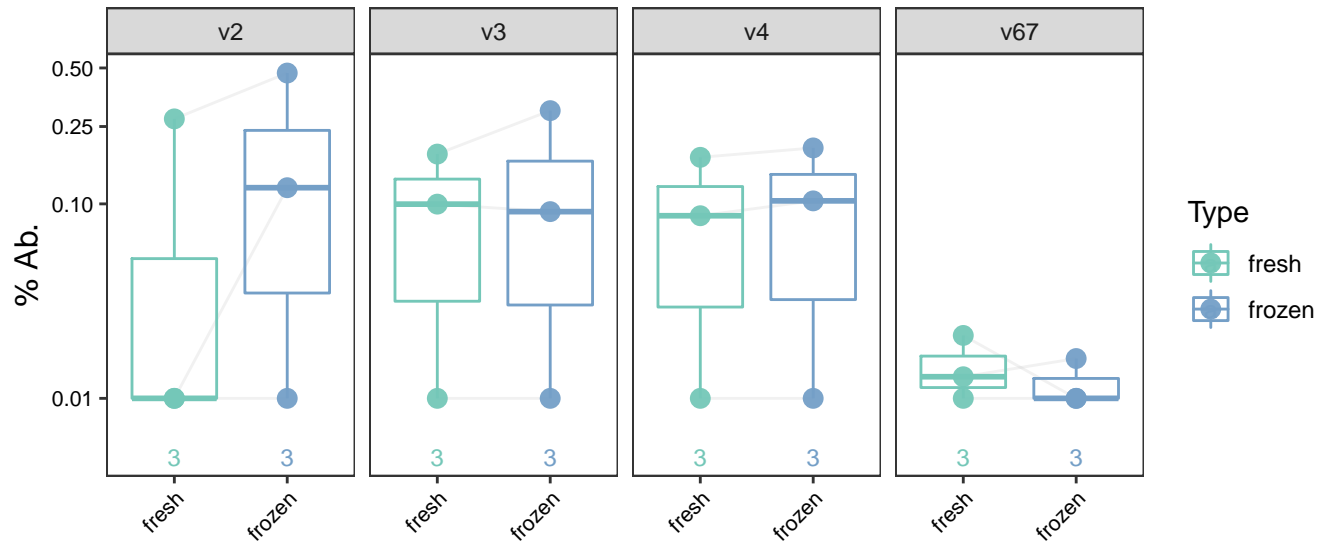 v2 v3 v4 v67
% Ab.
0.50
0.25
0.10
0.01
3 3 3 3 3 3 3 3
fresh frozen fresh frozen fresh frozen fresh frozen
Type
fresh
frozen